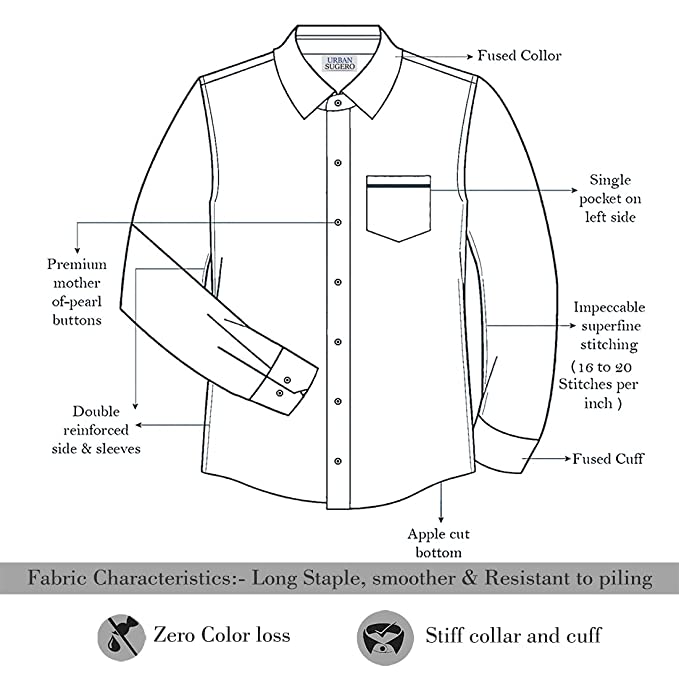 URBAN
SUGERO
Fused Collor
Single
pocket on
left side
Premium
mother
of-pearl
buttons
Impeccable
superfine
stitching
(16 to 20
Stitches per
inch )
Double
reinforced
side & sleeves
Fused Cuff
Apple cut
bottom
Fabric Characteristics:- Long Staple, smoother & Resistant to piling
Zero Color loss
Stiff collar and cuff